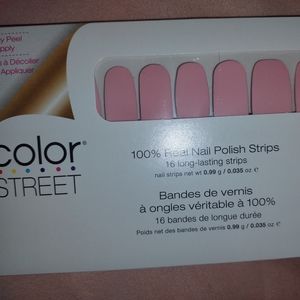 y Peel
pply
à Décoller
Appliquer
color®
STREET
100% Real Nail Polish Strips
16 long-lasting strips
nail strips net wt 0.99 g / 0.035 oz ℮
Bandes de vernis
à ongles véritable à 100%
16 bandes de longue durée
Poids net des bandes de vernis 0.99 g / 0.035 oz ℮